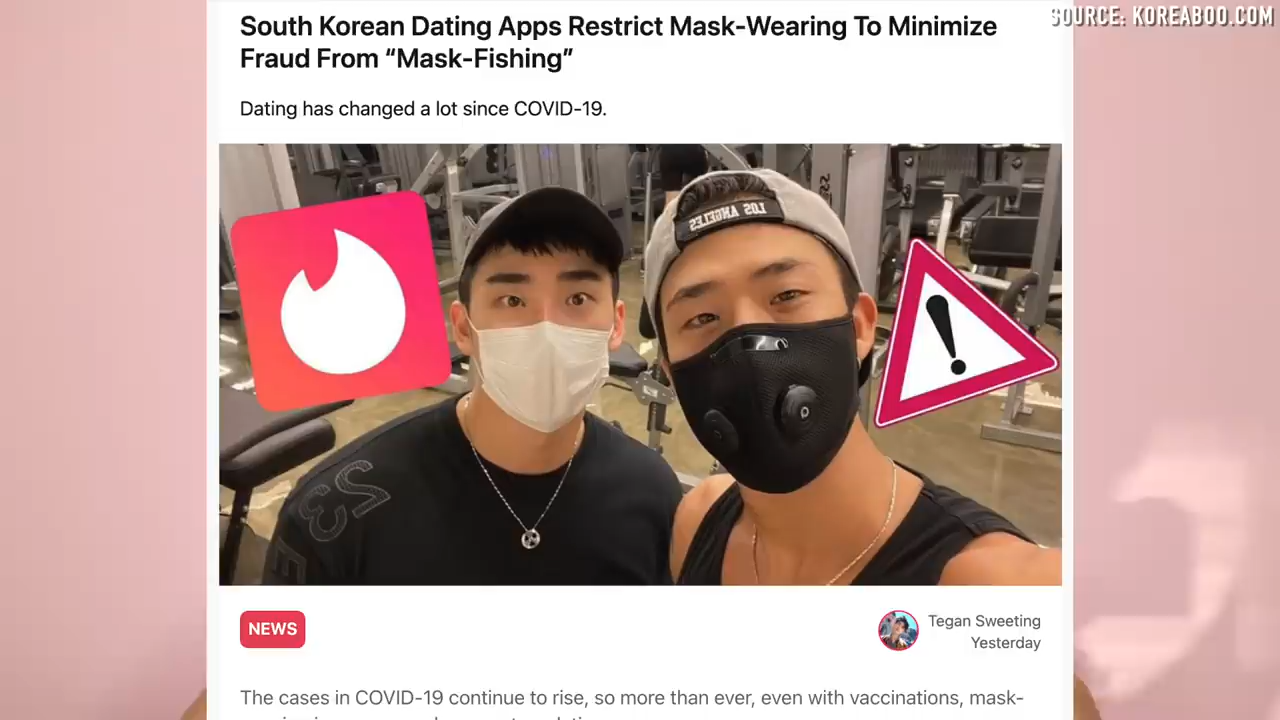 SOURCE: KOREABOO.COM
South Korean Dating Apps Restrict Mask-Wearing To Minimize
Fraud From “Mask-Fishing”
Dating has changed a lot since COVID-19.
LOS ANGELES
23
NEWS
Tegan Sweeting
Yesterday
The cases in COVID-19 continue to rise, so more than ever, even with vaccinations, mask-